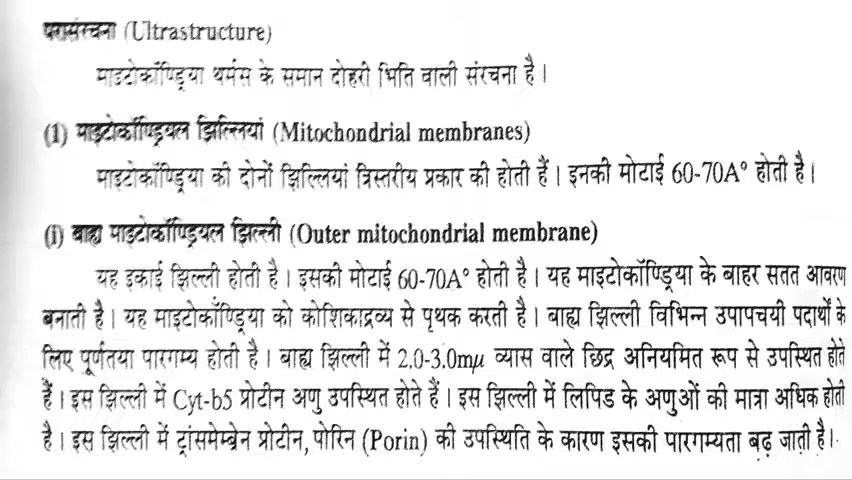 परासंरचना (Ultrastructure)
माइटोकॉण्ड्रिया थर्मस के समान दोहरी भिति वाली संरचना है।
(1) माइटोकॉण्ड्रियल झिल्लियां (Mitochondrial membranes)
माइटोकॉण्ड्रिया की दोनों झिल्लियां त्रिस्तरीय प्रकार की होती हैं। इनकी मोटाई 60-70A° होती है।
(i) बाह्य माइटोकॉण्ड्रियल झिल्ली (Outer mitochondrial membrane)
यह इकाई झिल्ली होती है। इसकी मोटाई 60-70A° होती है। यह माइटोकॉण्ड्रिया के बाहर सतत आवरण
बनाती है। यह माइटोकॉण्ड्रिया को कोशिकाद्रव्य से पृथक करती है। बाह्य झिल्ली विभिन्न उपापचयी पदार्थों के
लिए पूर्णतया पारगम्य होती है। बाह्य झिल्ली में 2.0-3.0mµ व्यास वाले छिद्र अनियमित रूप से उपस्थित होते
हैं। इस झिल्ली में Cyt-b5 प्रोटीन अणु उपस्थित होते हैं। इस झिल्ली में लिपिड के अणुओं की मात्रा अधिक होती
है। इस झिल्ली में ट्रांसमेम्ब्रेन प्रोटीन, पोरिन (Porin) की उपस्थिति के कारण इसकी पारगम्यता बढ़ जाती है।